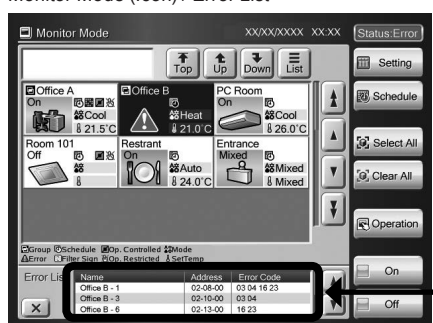 Monitor Mode (Icon) / Error List
Monitor Mode XX/XX/XXXX XX:XX Status:Error
Top Up Down List Setting
Office A Office B PC Room
On On
Cool Heat Cool
21.5°C 21.0°C 26.0°C
Schedule
Room 101 Restrant Entrance
Off On Mixed
Auto Mixed
24.0°C Mixed
Select All
Clear All
Operation
Group Schedule Op. Controlled Mode
Error Filter Sign Op. Restricted SetTemp
Error List Name Address Error Code
Office B - 1 02-08-00 03 04 16 23
Office B - 3 02-10-00 03 04
Office B - 6 02-13-00 16 23
On
Off